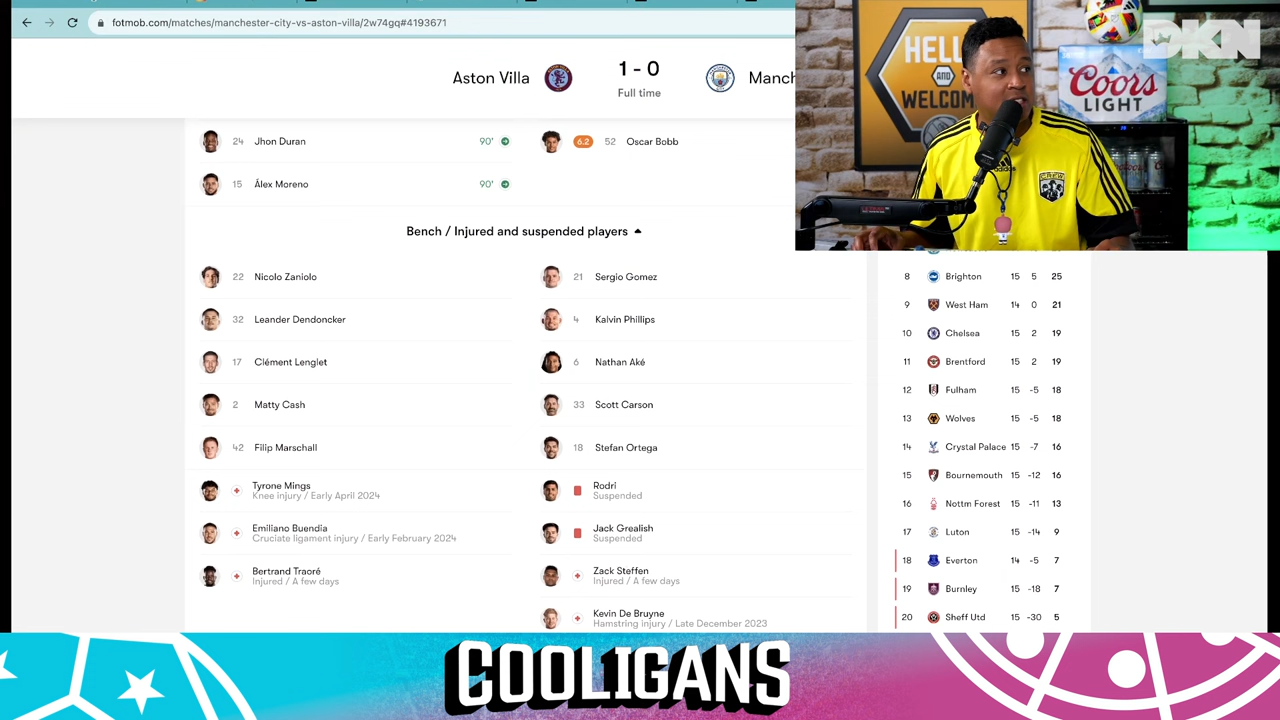 fotmob.com/matches/manchester-city-vs-aston-villa/2w74gq#4193671
Aston Villa 1 - 0 Manch
Full time
24 Jhon Duran 90'
6.2 52 Oscar Bobb
15 Álex Moreno 90'
Bench / Injured and suspended players
22 Nicolo Zaniolo
21 Sergio Gomez
32 Leander Dendoncker
4 Kalvin Phillips
17 Clément Lenglet
6 Nathan Aké
2 Matty Cash
33 Scott Carson
42 Filip Marschall
18 Stefan Ortega
Tyrone Mings
Knee injury / Early April 2024
Rodri
Suspended
Emiliano Buendia
Cruciate ligament injury / Early February 2024
Jack Grealish
Suspended
Bertrand Traoré
Injured / A few days
Zack Steffen
Injured / A few days
Kevin De Bruyne
Hamstring injury / Late December 2023
8 Brighton 15 5 25
9 West Ham 14 0 21
10 Chelsea 15 2 19
11 Brentford 15 2 19
12 Fulham 15 -5 18
13 Wolves 15 -5 18
14 Crystal Palace 15 -7 16
15 Bournemouth 15 -12 16
16 Nottm Forest 15 -11 13
17 Luton 15 -14 9
18 Everton 14 -5 7
19 Burnley 15 -18 7
20 Sheff Utd 15 -30 5
HELL
AND
WELCOM
Coors
LIGHT
DKN
adidas
CREW
COOLIGANS